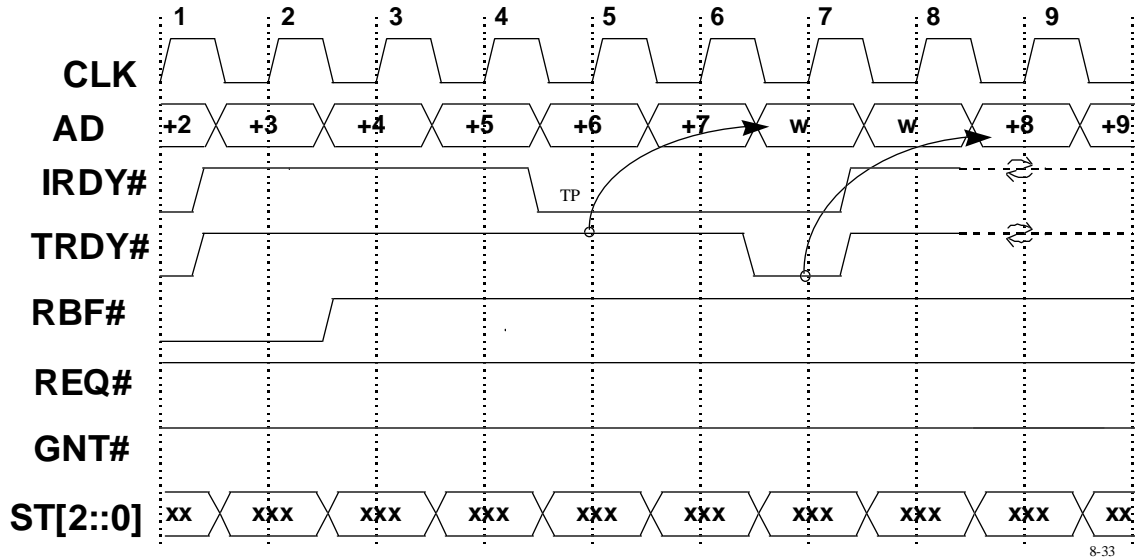 1 2 3 4 5 6 7 8 9
CLK
AD +2 +3 +4 +5 +6 +7 w w +8 +9
IRDY#
TP
TRDY#
RBF#
REQ#
GNT#
ST[2::0] xx xxx xxx xxx xxx xxx xxx xxx xxx xx
8-33